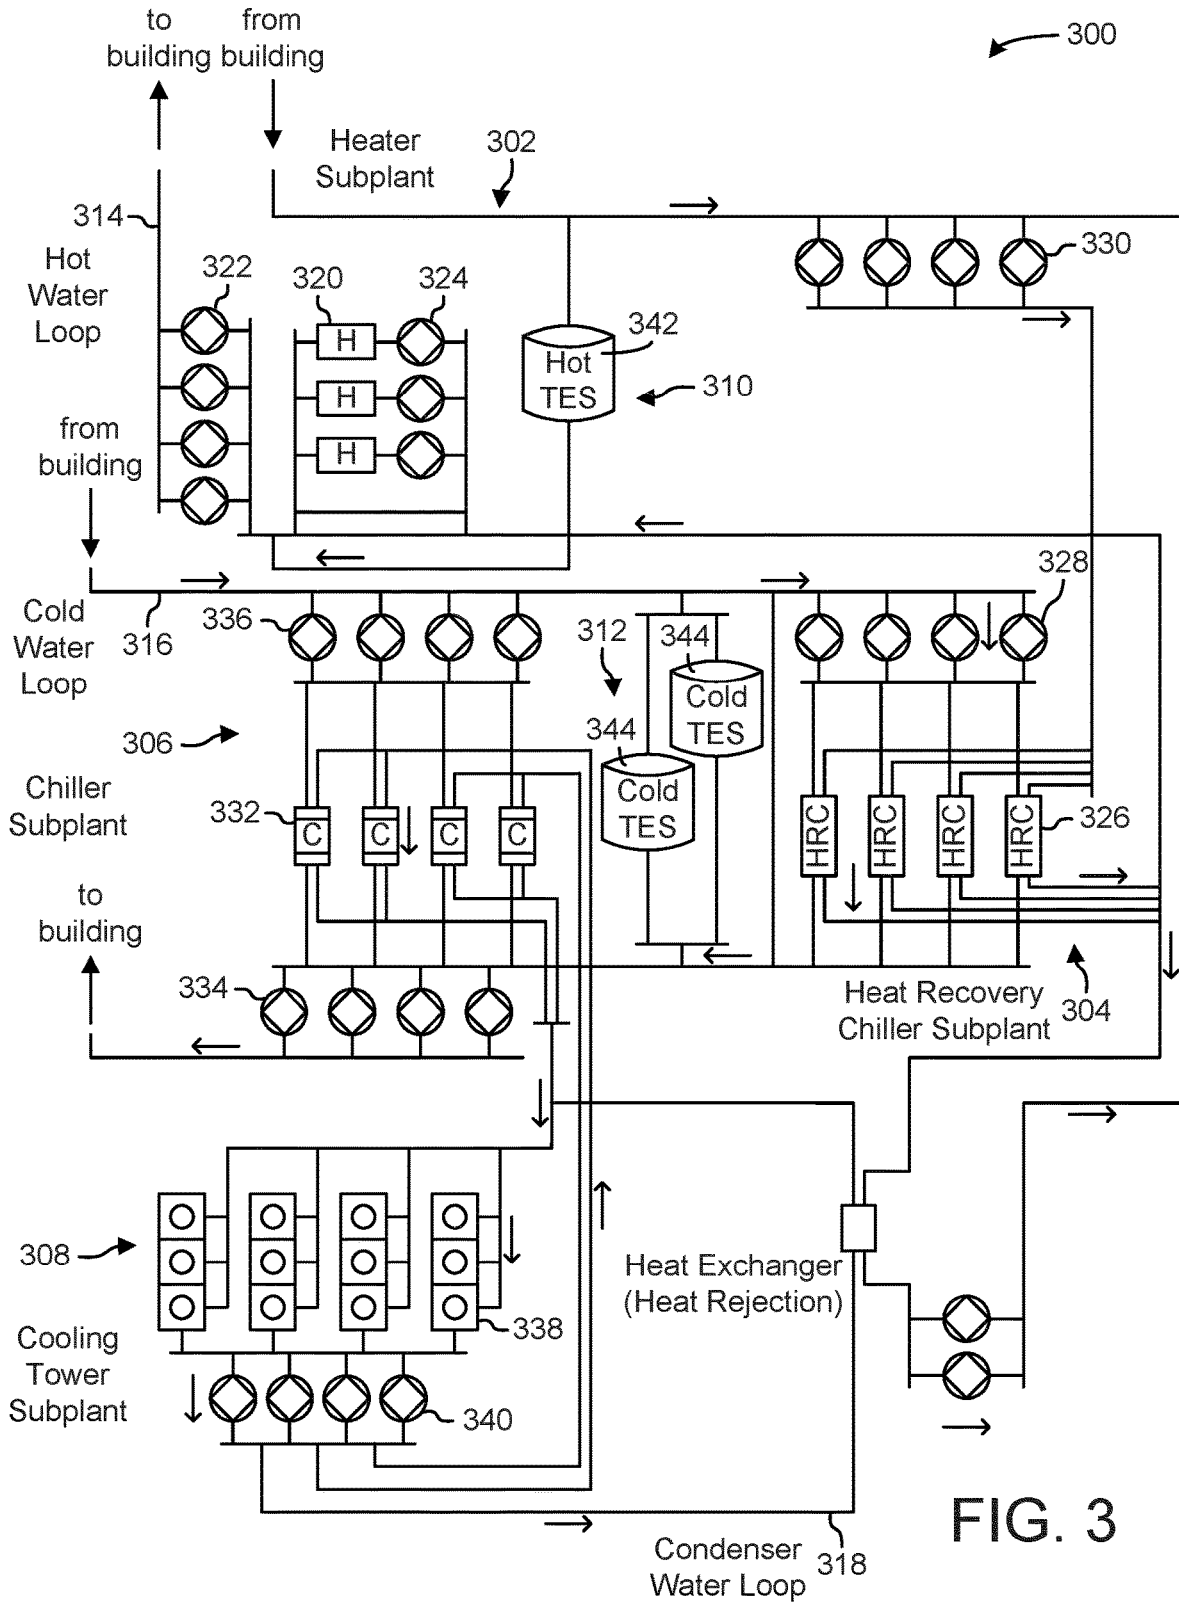 to
building
from
building
300
Heater
Subplant
302
314
Hot
Water
Loop
322
320
324
H
H
H
342
Hot
TES
310
330
from
building
316
Cold
Water
Loop
336
312
344
Cold
TES
344
Cold
TES
328
306
Chiller
Subplant
332
C
C
C
C
HRC
HRC
HRC
HRC
326
to
building
334
Heat Recovery
Chiller Subplant
304
308
Cooling
Tower
Subplant
338
340
Heat Exchanger
(Heat Rejection)
Condenser
Water Loop
318
FIG. 3